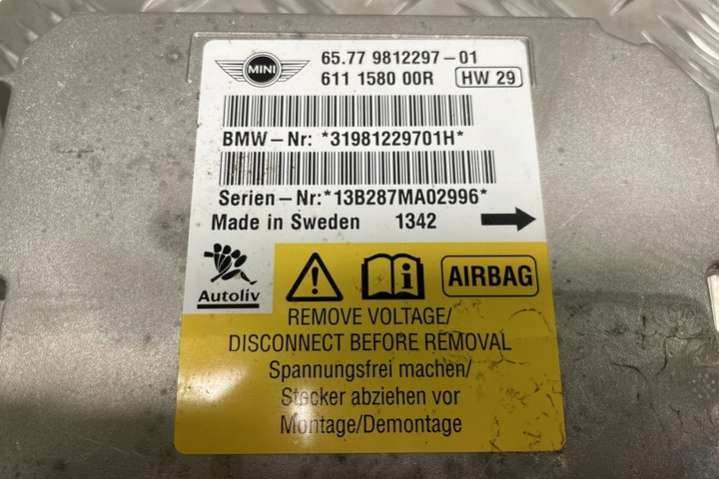 MINI
65.77 9812297-01
611 1580 00R HW 29
BMW-Nr: *31981229701H*
Serien-Nr:*13B287MA02996*
Made in Sweden 1342
Autoliv
AIRBAG
REMOVE VOLTAGE/
DISCONNECT BEFORE REMOVAL
Spannungsfrei machen/
Stecker abziehen vor
Montage/Demontage